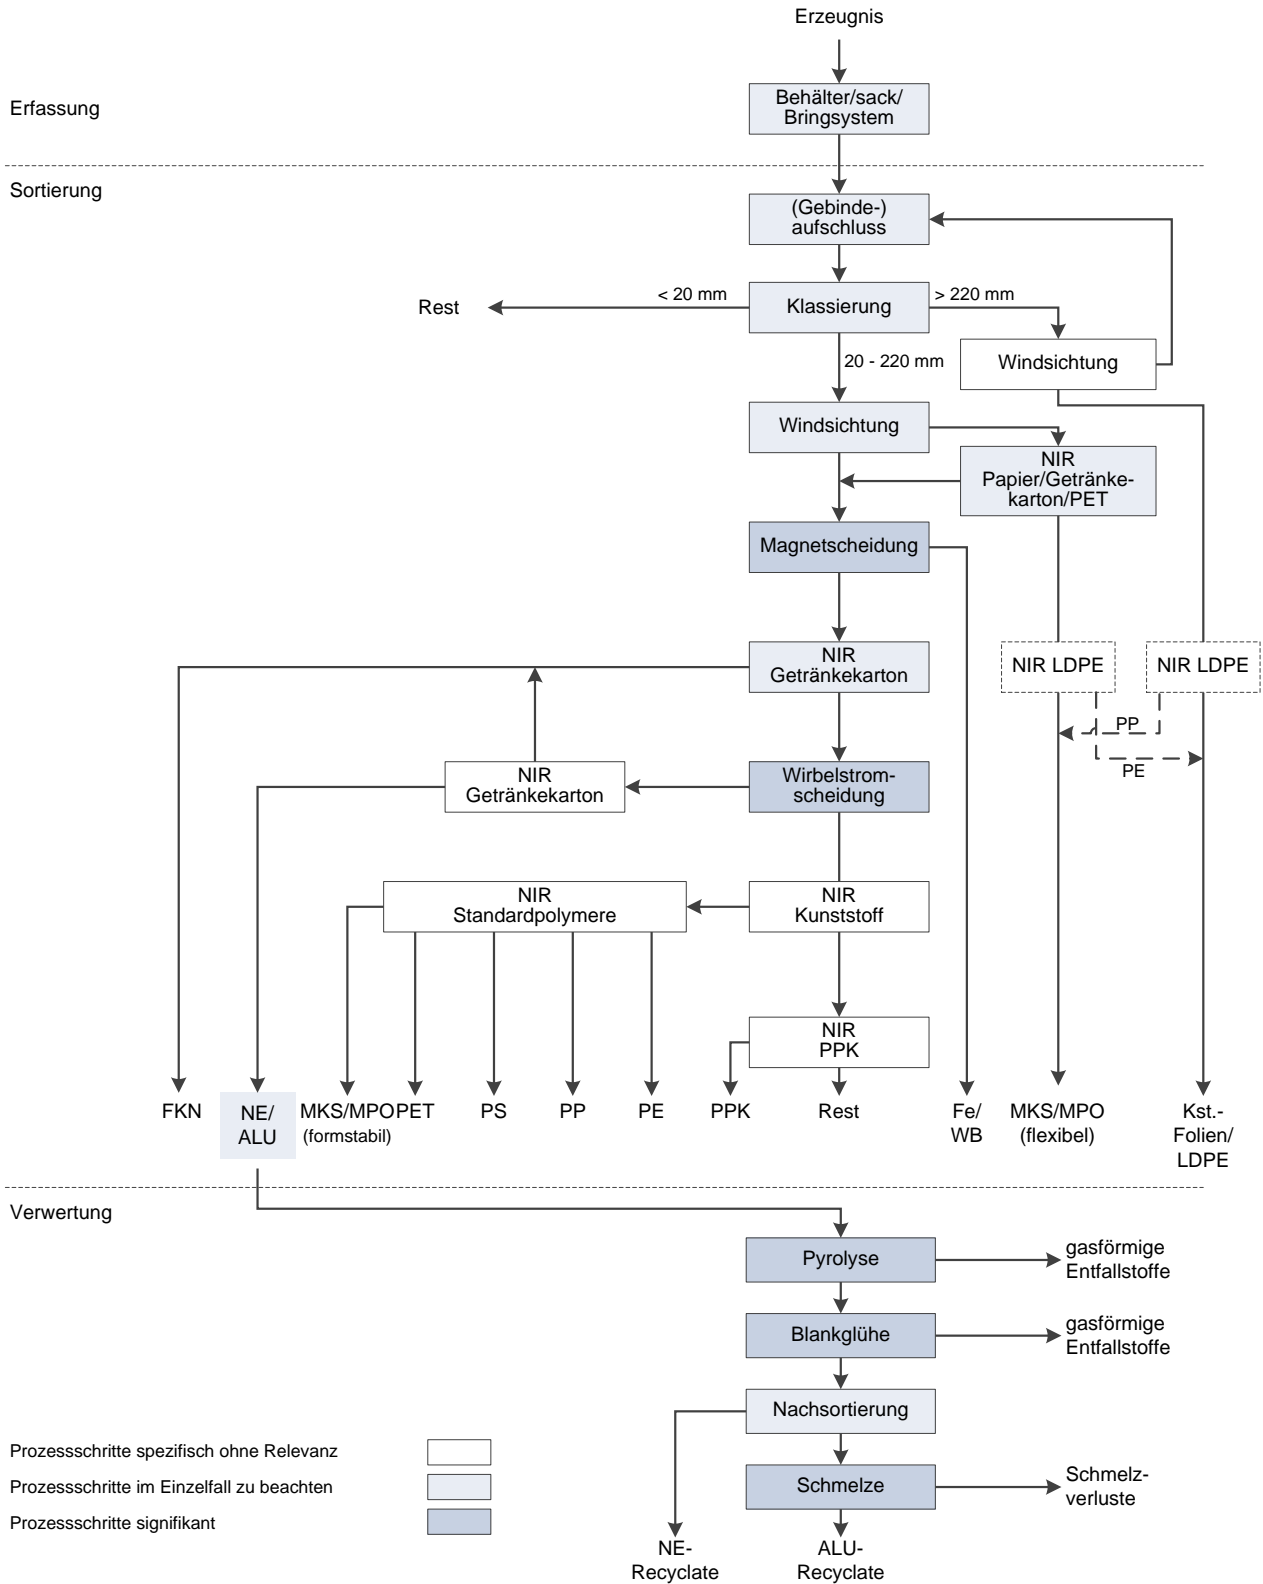 Erzeugnis
Erfassung
Behälter/sack/
Bringsystem
Sortierung
(Gebinde-)
aufschluss
Rest
< 20 mm
Klassierung
> 220 mm
20 - 220 mm
Windsichtung
Windsichtung
NIR
Papier/Getränke-
karton/PET
Magnetscheidung
NIR
Getränkekarton
NIR LDPE
NIR LDPE
PP
PE
NIR
Getränkekarton
Wirbelstrom-
scheidung
NIR
Standardpolymere
NIR
Kunststoff
NIR
PPK
FKN
NE/
ALU
MKS/MPO
(formstabil)
PET
PS
PP
PE
PPK
Rest
Fe/
WB
MKS/MPO
(flexibel)
Kst.-
Folien/
LDPE
Verwertung
Pyrolyse
gasförmige
Entfallstoffe
Blankglühe
gasförmige
Entfallstoffe
Nachsortierung
Schmelze
Schmelz-
verluste
NE-
Recyclate
ALU-
Recyclate
Prozessschritte spezifisch ohne Relevanz
Prozessschritte im Einzelfall zu beachten
Prozessschritte signifikant